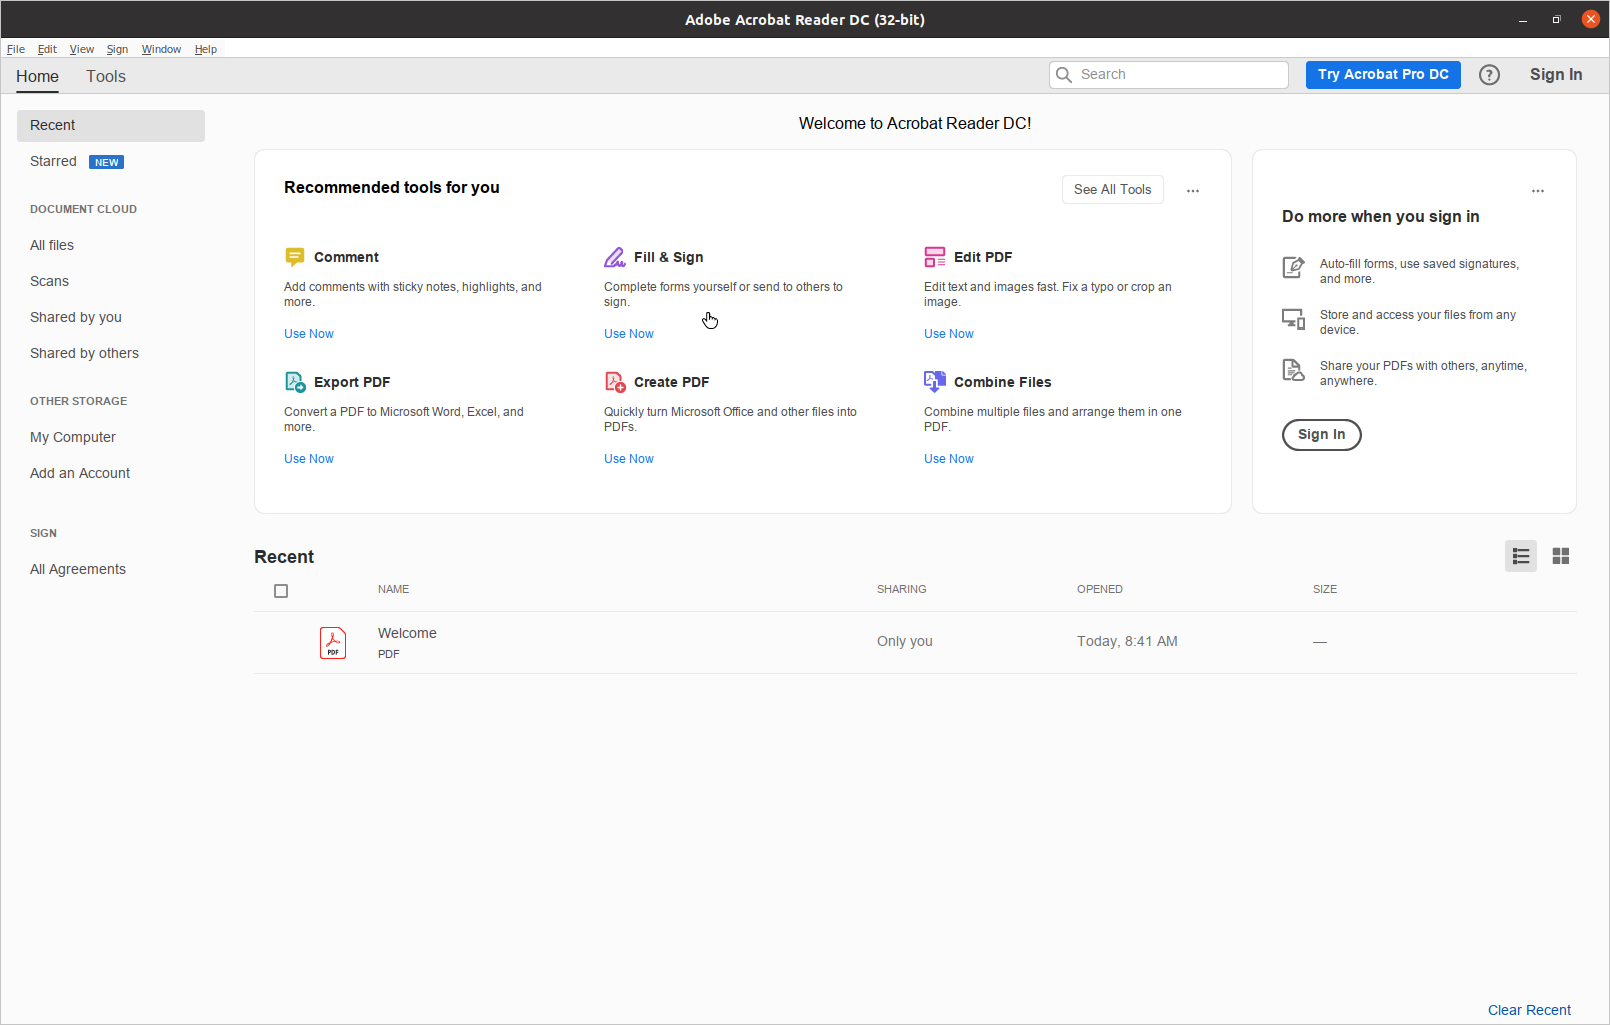 Adobe Acrobat Reader DC (32-bit)
File Edit View Sign Window Help
Home Tools Search Try Acrobat Pro DC ? Sign In
Recent
Starred NEW
DOCUMENT CLOUD
All files
Scans
Shared by you
Shared by others
OTHER STORAGE
My Computer
Add an Account
SIGN
All Agreements
Welcome to Acrobat Reader DC!
Recommended tools for you
See All Tools
Comment
Add comments with sticky notes, highlights, and
more.
Use Now
Fill & Sign
Complete forms yourself or send to others to
sign.
Use Now
Edit PDF
Edit text and images fast. Fix a typo or crop an
image.
Use Now
Export PDF
Convert a PDF to Microsoft Word, Excel, and
more.
Use Now
Create PDF
Quickly turn Microsoft Office and other files into
PDFs.
Use Now
Combine Files
Combine multiple files and arrange them in one
PDF.
Use Now
Do more when you sign in
Auto-fill forms, use saved signatures,
and more.
Store and access your files from any
device.
Share your PDFs with others, anytime,
anywhere.
Sign In
Recent
NAME SHARING OPENED SIZE
PDF
Welcome
PDF
Only you
Today, 8:41 AM
—
Clear Recent